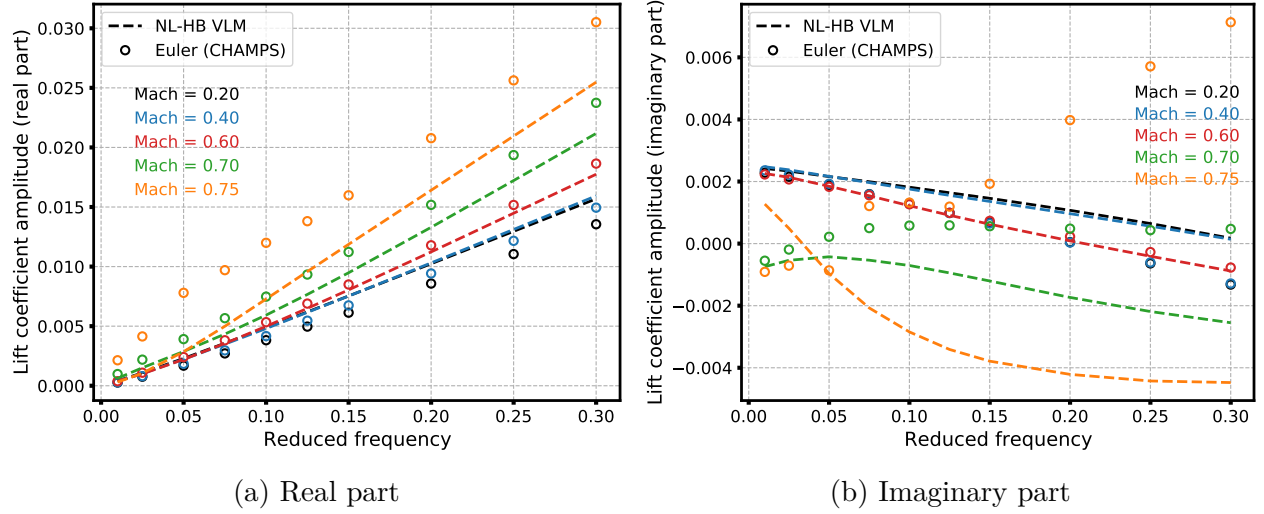 NL-HB VLM
Euler (CHAMPS)
Mach = 0.20
Mach = 0.40
Mach = 0.60
Mach = 0.70
Mach = 0.75
Lift coefficient amplitude (real part)
0.030
0.025
0.020
0.015
0.010
0.005
0.000
0.00 0.05 0.10 0.15 0.20 0.25 0.30
Reduced frequency
(a) Real part
NL-HB VLM
Euler (CHAMPS)
Mach = 0.20
Mach = 0.40
Mach = 0.60
Mach = 0.70
Mach = 0.75
Lift coefficient amplitude (imaginary part)
0.006
0.004
0.002
0.000
−0.002
−0.004
0.00 0.05 0.10 0.15 0.20 0.25 0.30
Reduced frequency
(b) Imaginary part